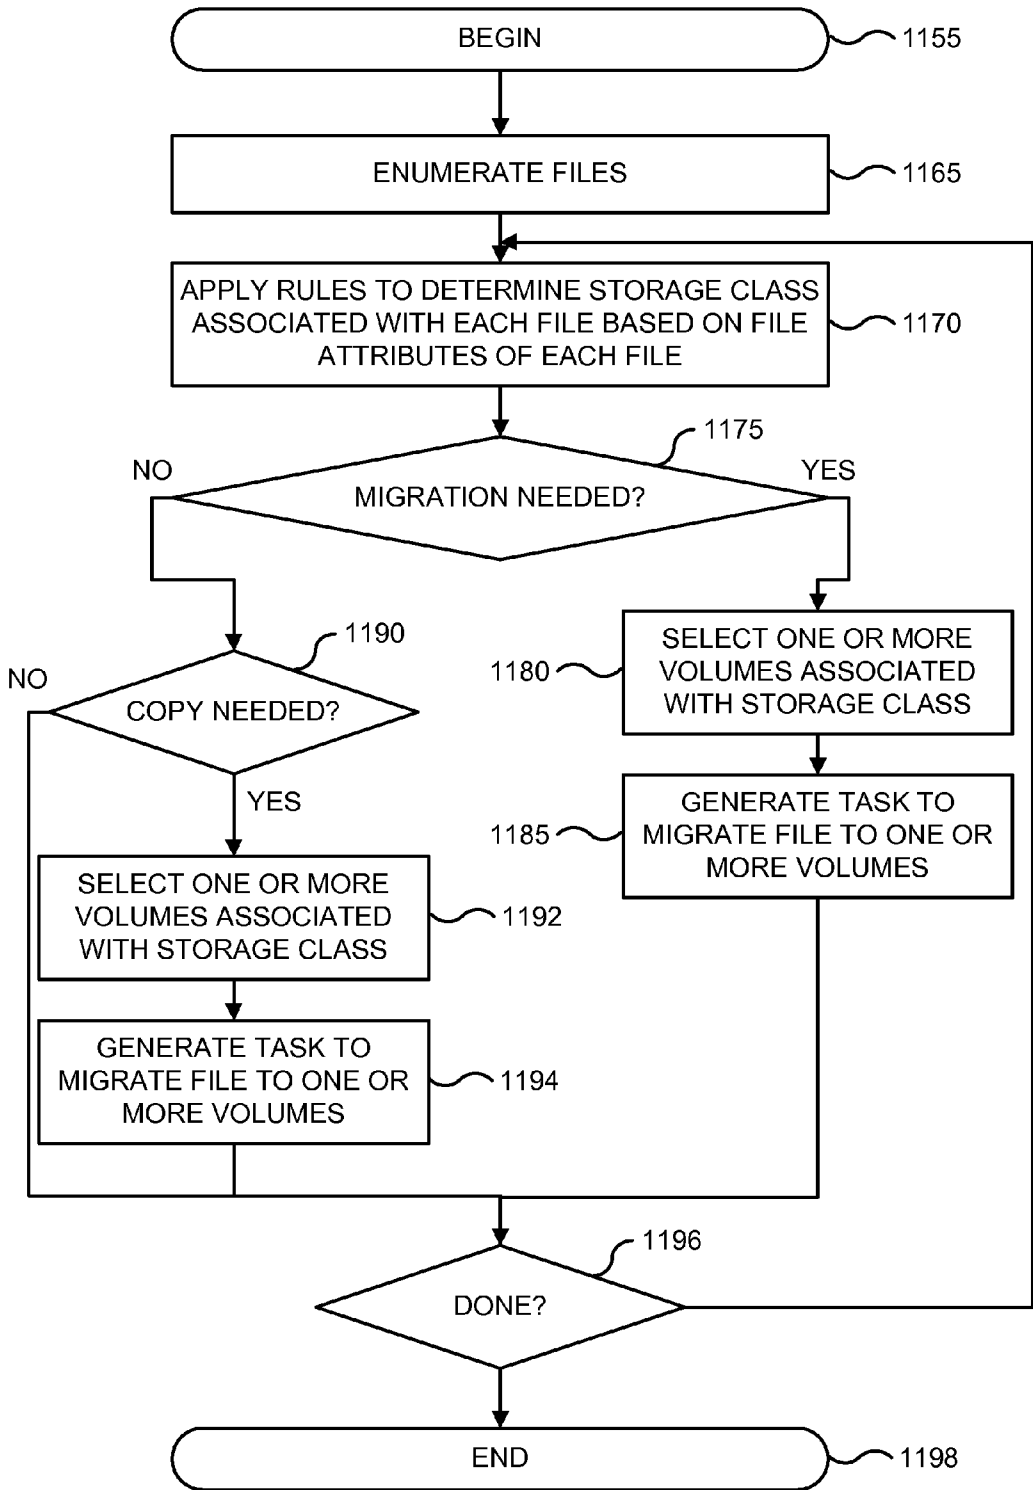 BEGIN
1155
ENUMERATE FILES
1165
APPLY RULES TO DETERMINE STORAGE CLASS
ASSOCIATED WITH EACH FILE BASED ON FILE
ATTRIBUTES OF EACH FILE
1170
1175
NO
YES
MIGRATION NEEDED?
1190
NO
COPY NEEDED?
YES
1180
SELECT ONE OR MORE
VOLUMES ASSOCIATED
WITH STORAGE CLASS
1185
GENERATE TASK TO
MIGRATE FILE TO ONE OR
MORE VOLUMES
SELECT ONE OR MORE
VOLUMES ASSOCIATED
WITH STORAGE CLASS
1192
GENERATE TASK TO
MIGRATE FILE TO ONE OR
MORE VOLUMES
1194
1196
DONE?
END
1198